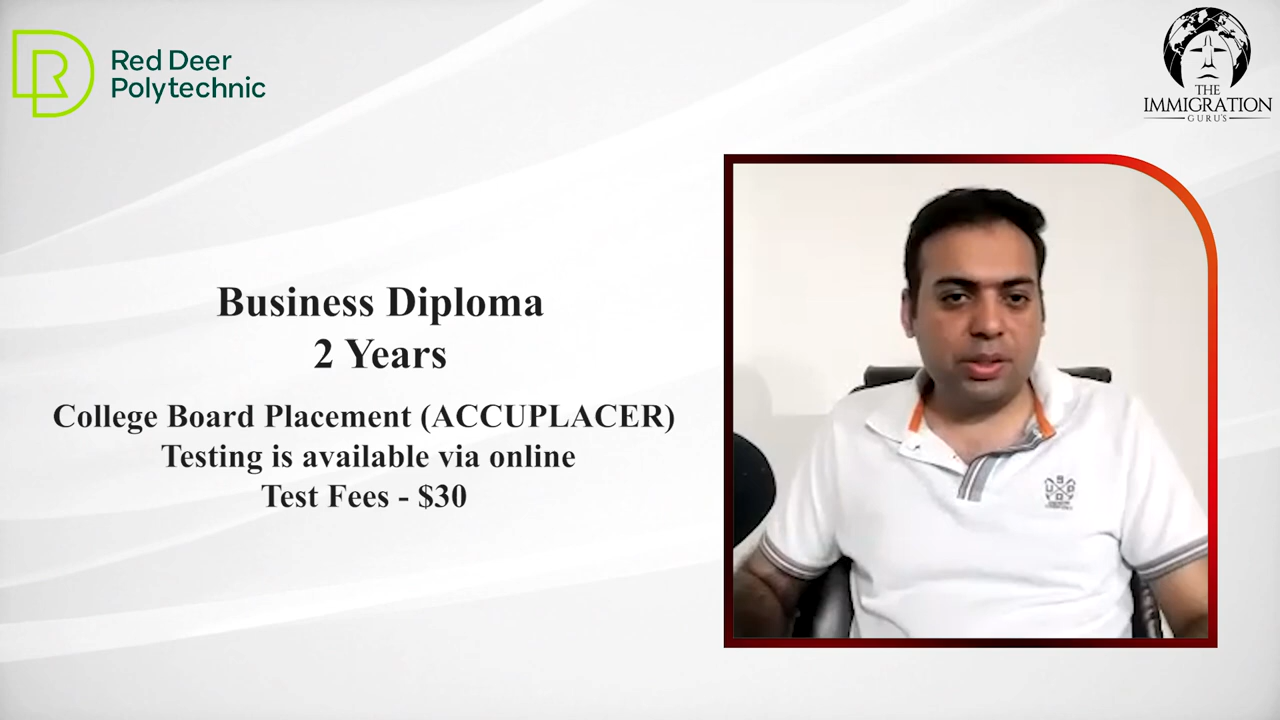 Red Deer
Polytechnic
THE
IMMIGRATION
GURU'S
Business Diploma
2 Years
College Board Placement (ACCUPLACER)
Testing is available via online
Test Fees - $30